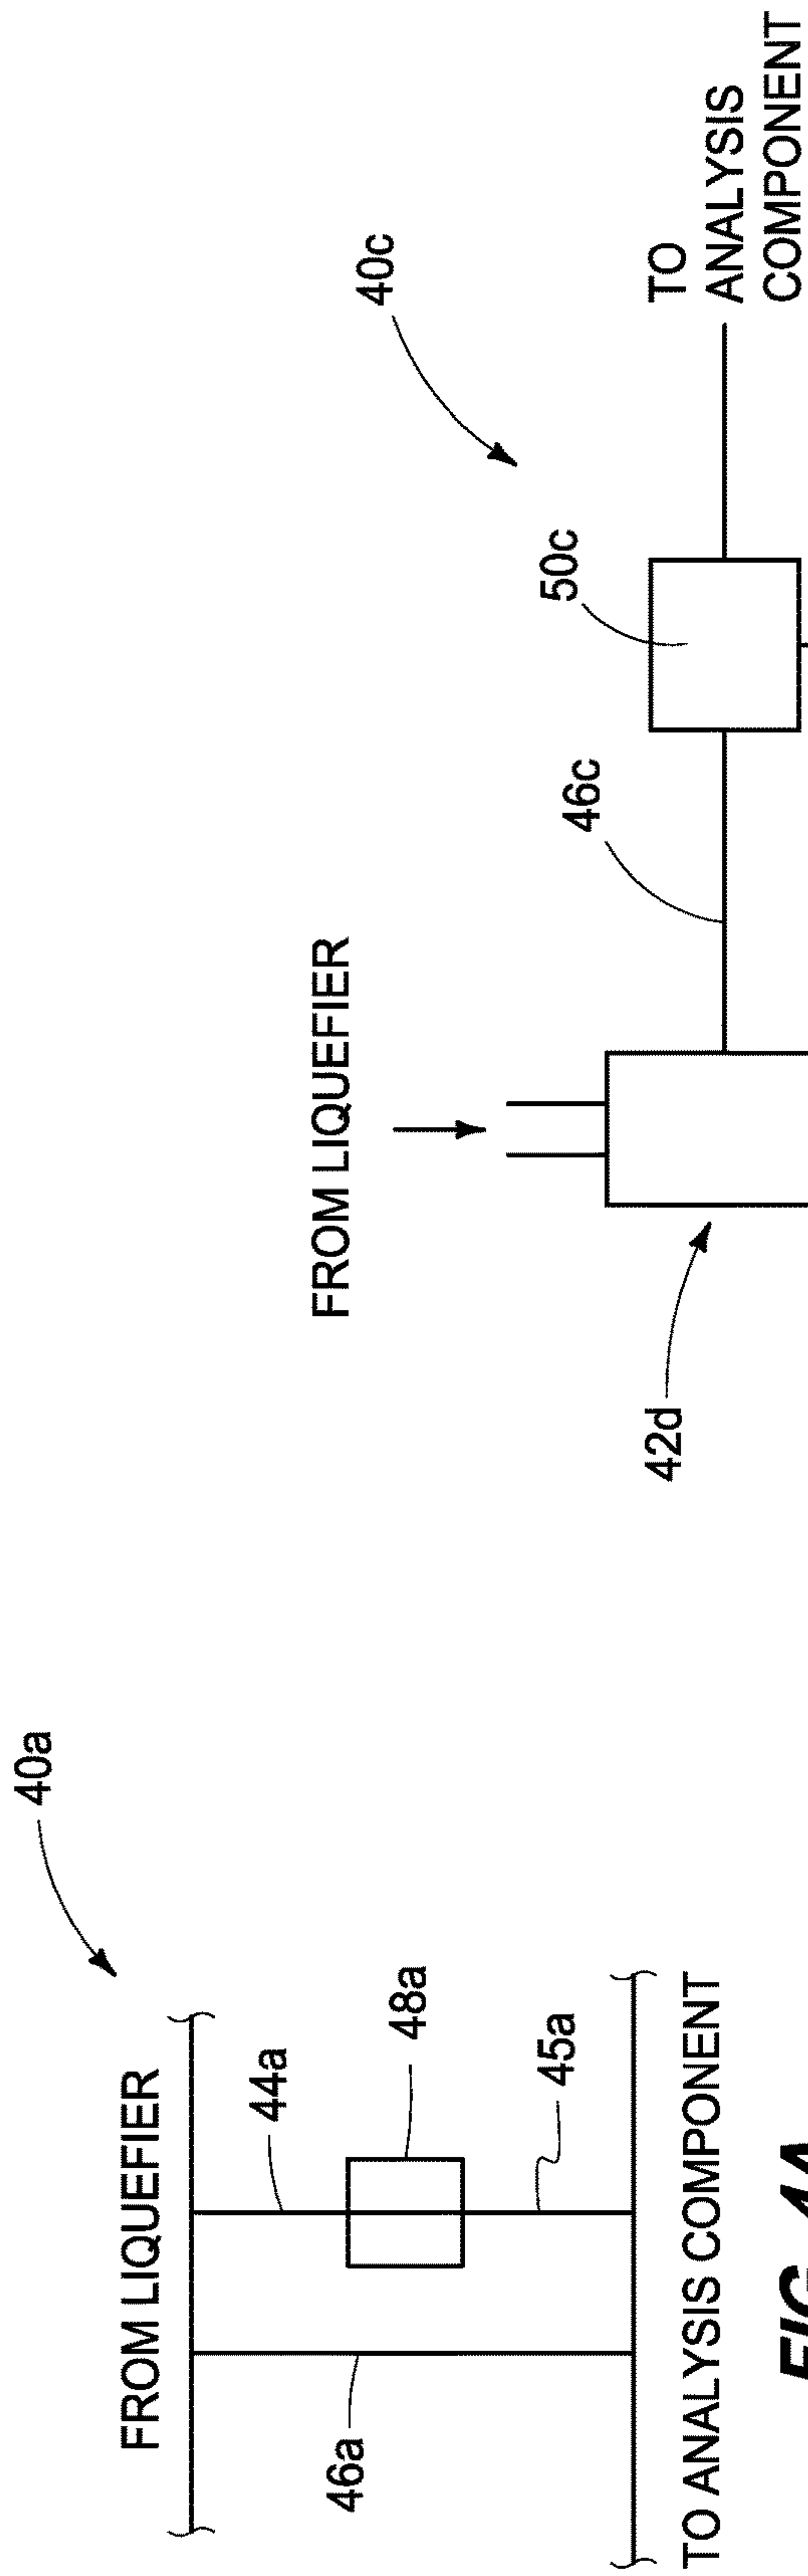 40a
FROM LIQUEFIER
44a
48a
46a
45a
TO ANALYSIS COMPONENT
FROM LIQUEFIER
40c
50c
46c
TO
ANALYSIS
COMPONENT
42d